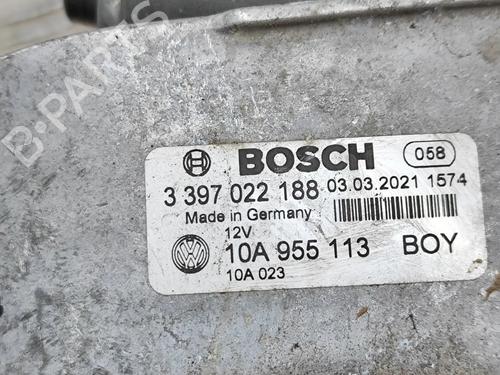 B-PARTS
BOSCH 058
3 397 022 188 03.03.2021 1574
Made in Germany
12V
10A 955 113 BOY
10A 023